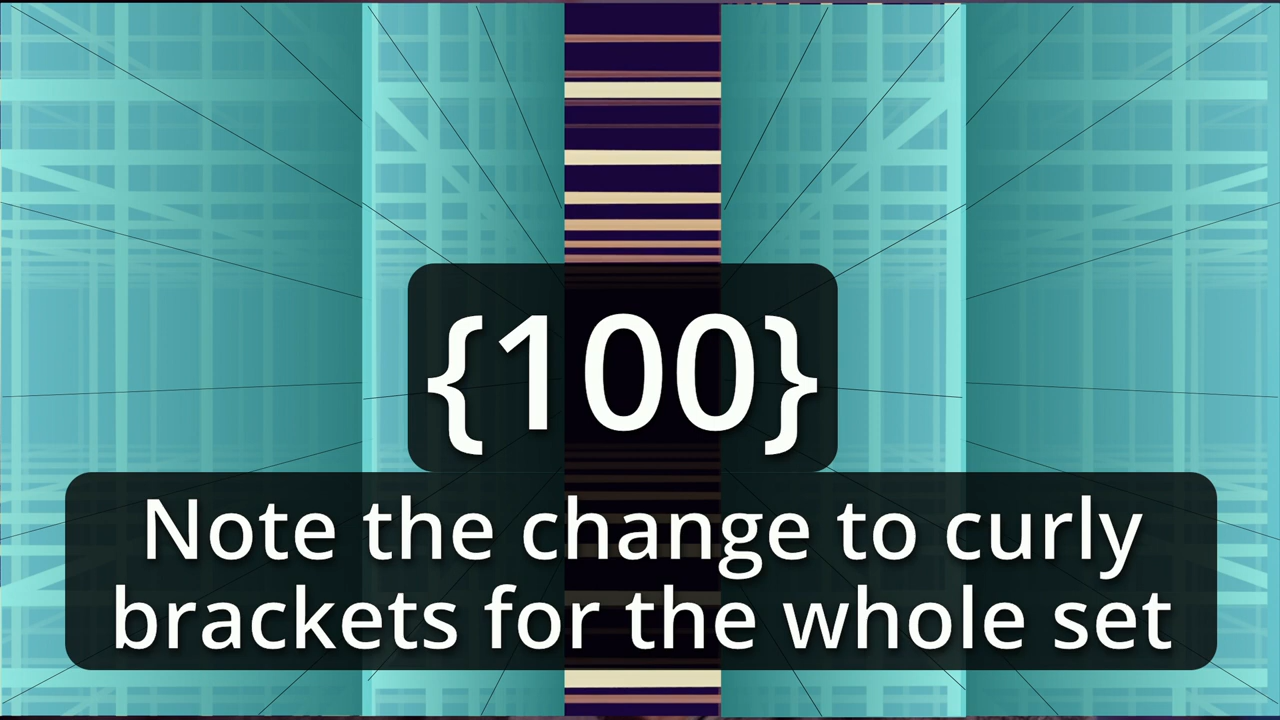 {100}
Note the change to curly
brackets for the whole set